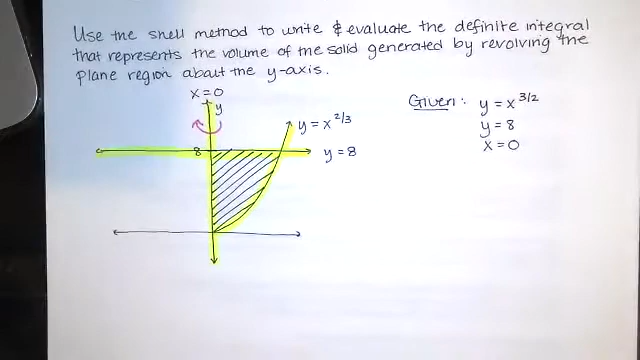 Use the shell method to write & evaluate the definite integral
that represents the volume of the solid generated by revolving the
plane region about the y-axis.
x=0
y
Given: y = x^3/2
y = x^2/3
y = 8
8
y = 8
x = 0